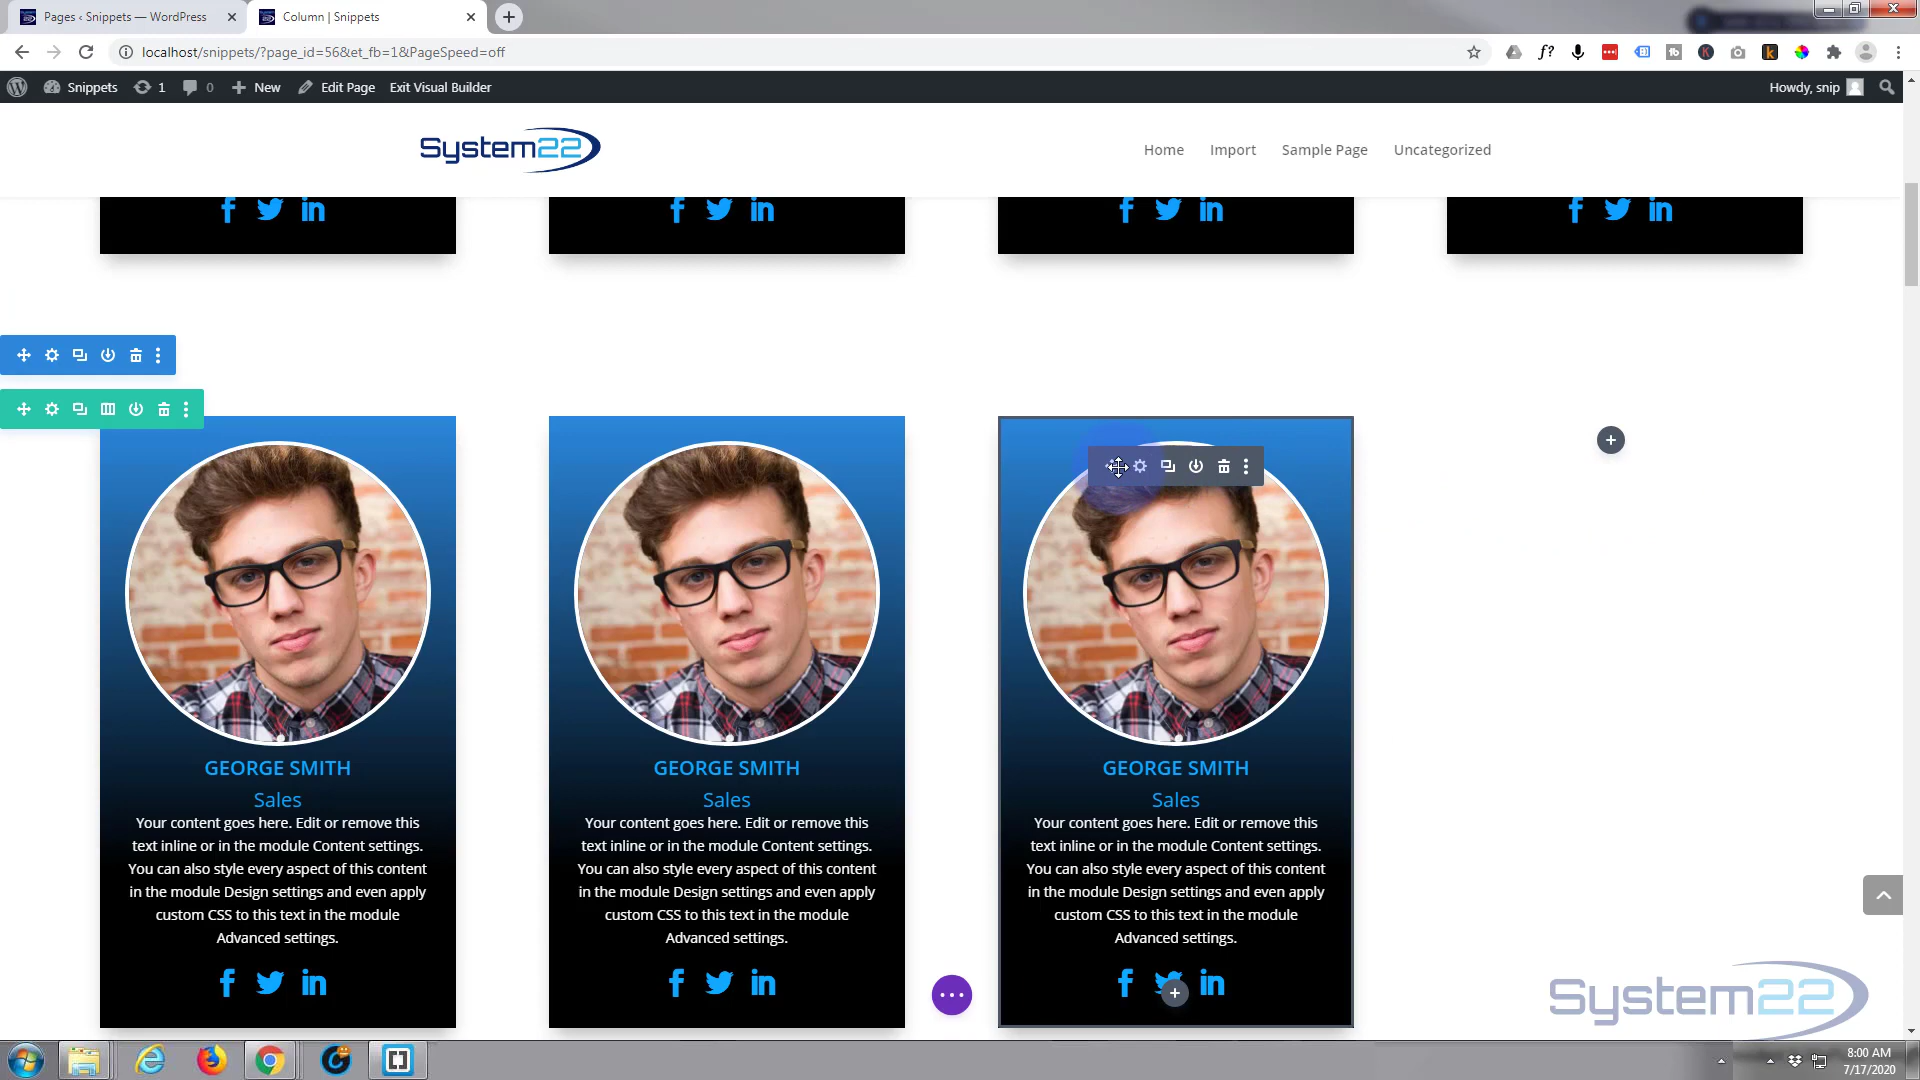 Pages ‹ Snippets — WordPress
Column | Snippets
localhost/snippets/?page_id=56&et_fb=1&PageSpeed=off
Snippets 1 0 New Edit Page Exit Visual Builder
Howdy, snip
System22
Home Import Sample Page Uncategorized
GEORGE SMITH
Sales
Your content goes here. Edit or remove this
text inline or in the module Content settings.
You can also style every aspect of this content
in the module Design settings and even apply
custom CSS to this text in the module
Advanced settings.
GEORGE SMITH
Sales
Your content goes here. Edit or remove this
text inline or in the module Content settings.
You can also style every aspect of this content
in the module Design settings and even apply
custom CSS to this text in the module
Advanced settings.
GEORGE SMITH
Sales
Your content goes here. Edit or remove this
text inline or in the module Content settings.
You can also style every aspect of this content
in the module Design settings and even apply
custom CSS to this text in the module
Advanced settings.
System22
8:00 AM
7/17/2020